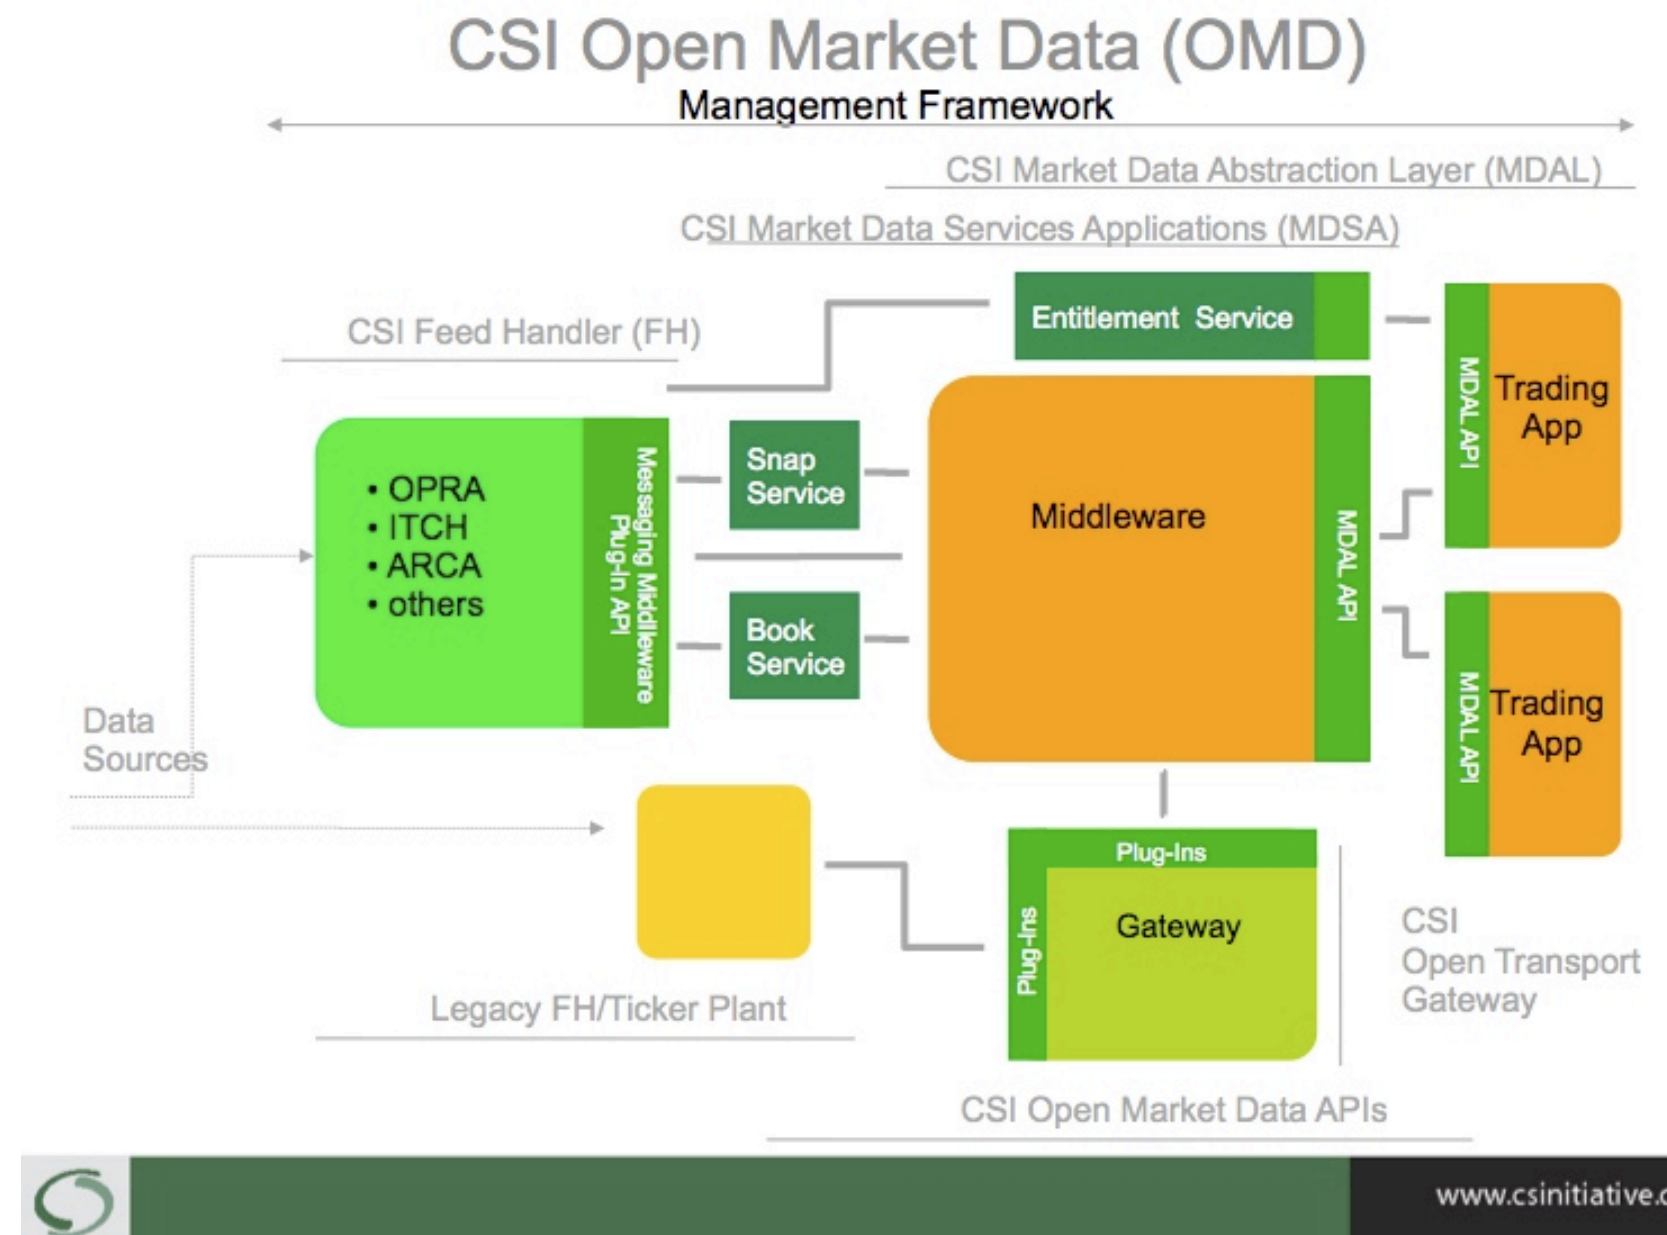 CSI Open Market Data (OMD)
Management Framework
CSI Market Data Abstraction Layer (MDAL)
CSI Market Data Services Applications (MDSA)
CSI Feed Handler (FH)
Entitlement Service
• OPRA
• ITCH
• ARCA
• others
Messaging Middleware
Plug-In API
Snap
Service
Book
Service
Middleware
MDAL API
MDAL API
Trading
App
MDAL API
Trading
App
Data
Sources
Legacy FH/Ticker Plant
Plug-Ins
Plug-Ins
Gateway
CSI
Open Transport
Gateway
CSI Open Market Data APIs
www.csinitiative.c